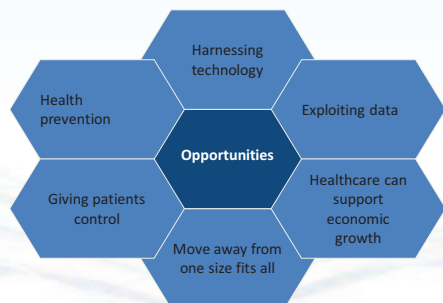 Harnessing
technology
Health
prevention
Exploiting data
Opportunities
Giving patients
control
Healthcare can
support
economic
growth
Move away from
one size fits all